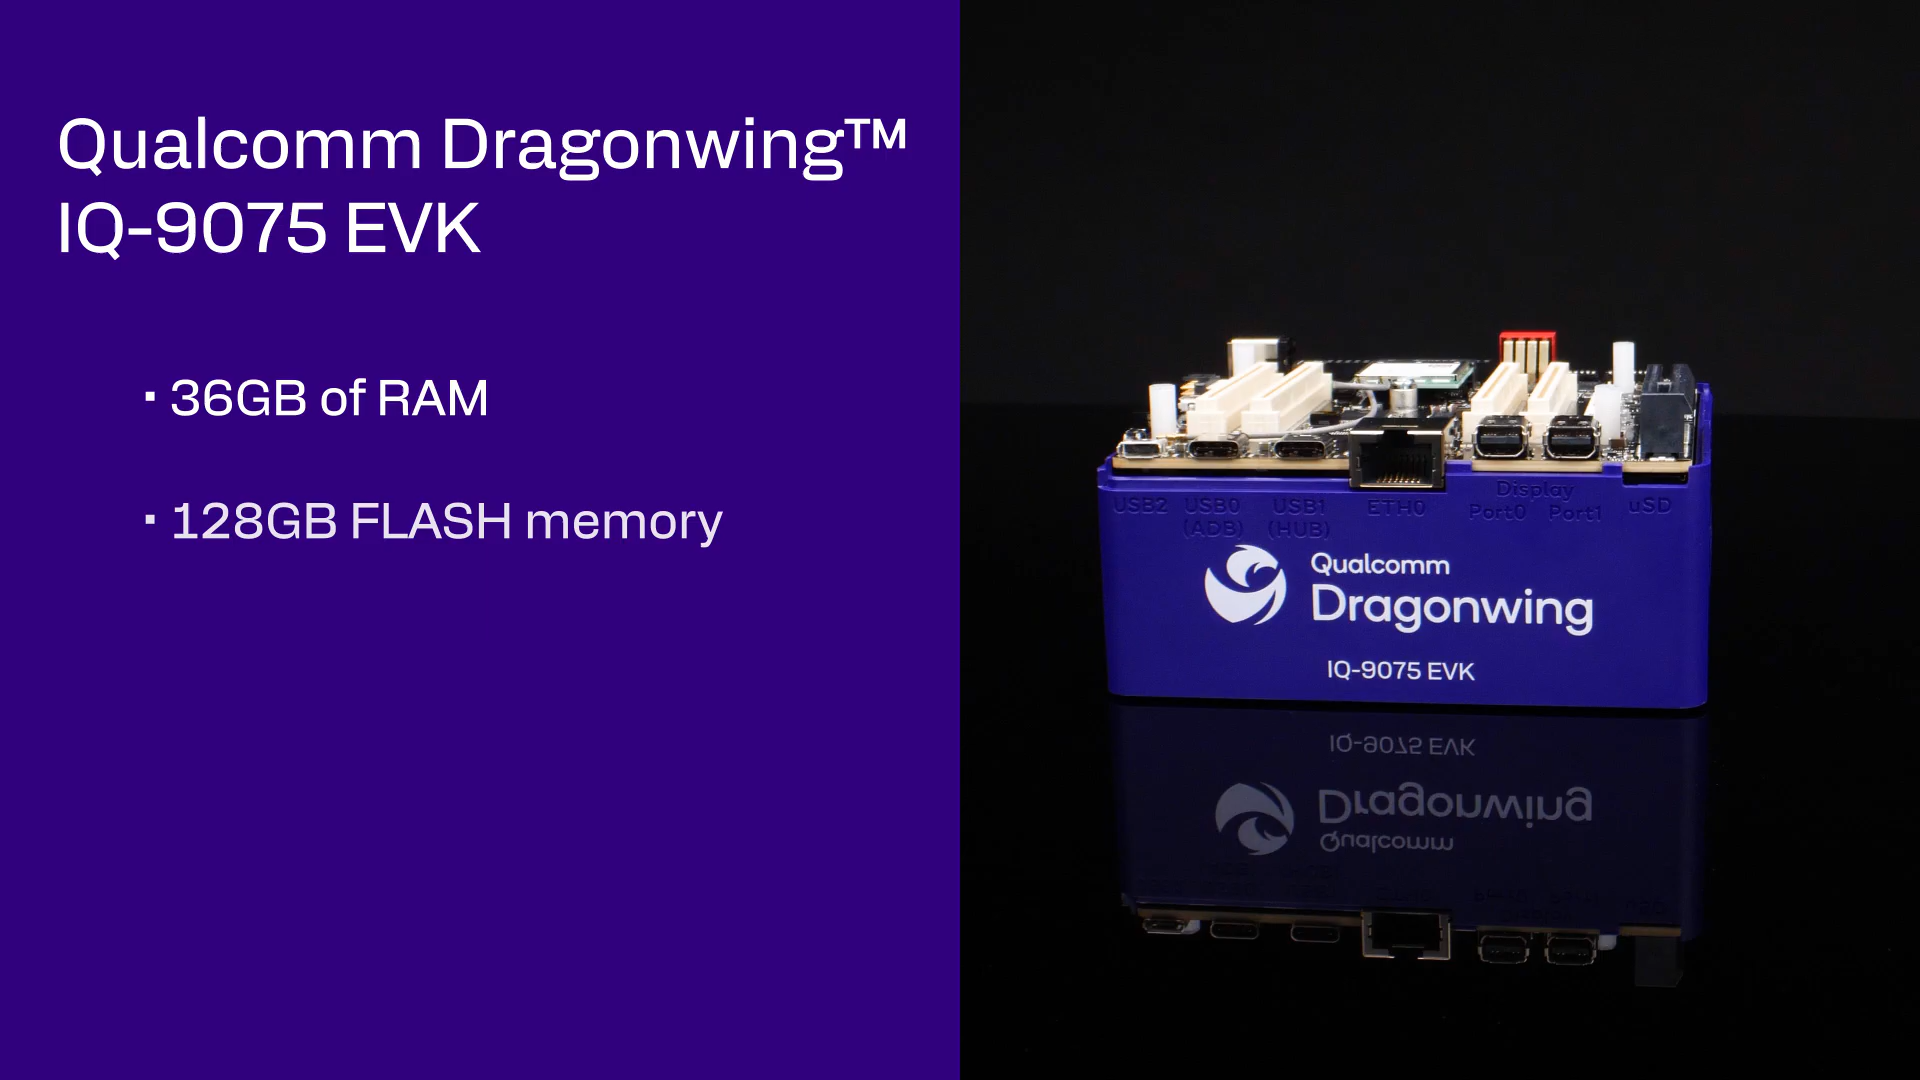 Qualcomm Dragonwing™
IQ-9075 EVK
▪ 36GB of RAM
▪ 128GB FLASH memory
USB2 USB0 USB1 ETH0 Display uSD
(ADB) (HUB) Port0 Port1
Qualcomm
Dragonwing
IQ-9075 EVK